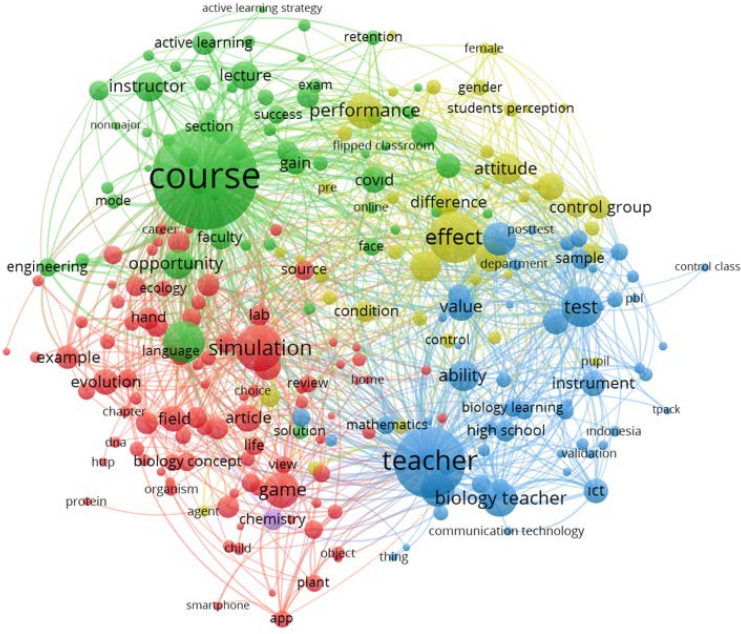 active learning strategy
active learning
retention
female
instructor
lecture
exam
gender
performance
students perception
success
nonmajor
section
flipped classroom
gain
attitude
course
covid
pre
mode
difference
online
control group
career
faculty
effect
posttest
face
engineering
opportunity
source
department
sample
control class
ecology
hand
lab
condition
value
test
pbl
language
simulation
control
example
pupil
evolution
choice
review
home
ability
instrument
chapter
field
article
mathematics
biology learning
tpack
solution
high school
indonesia
dna
life
http
biology concept
view
teacher
validation
organism
game
protein
agent
biology teacher
ict
chemistry
communication technology
child
object
thing
plant
smartphone
app